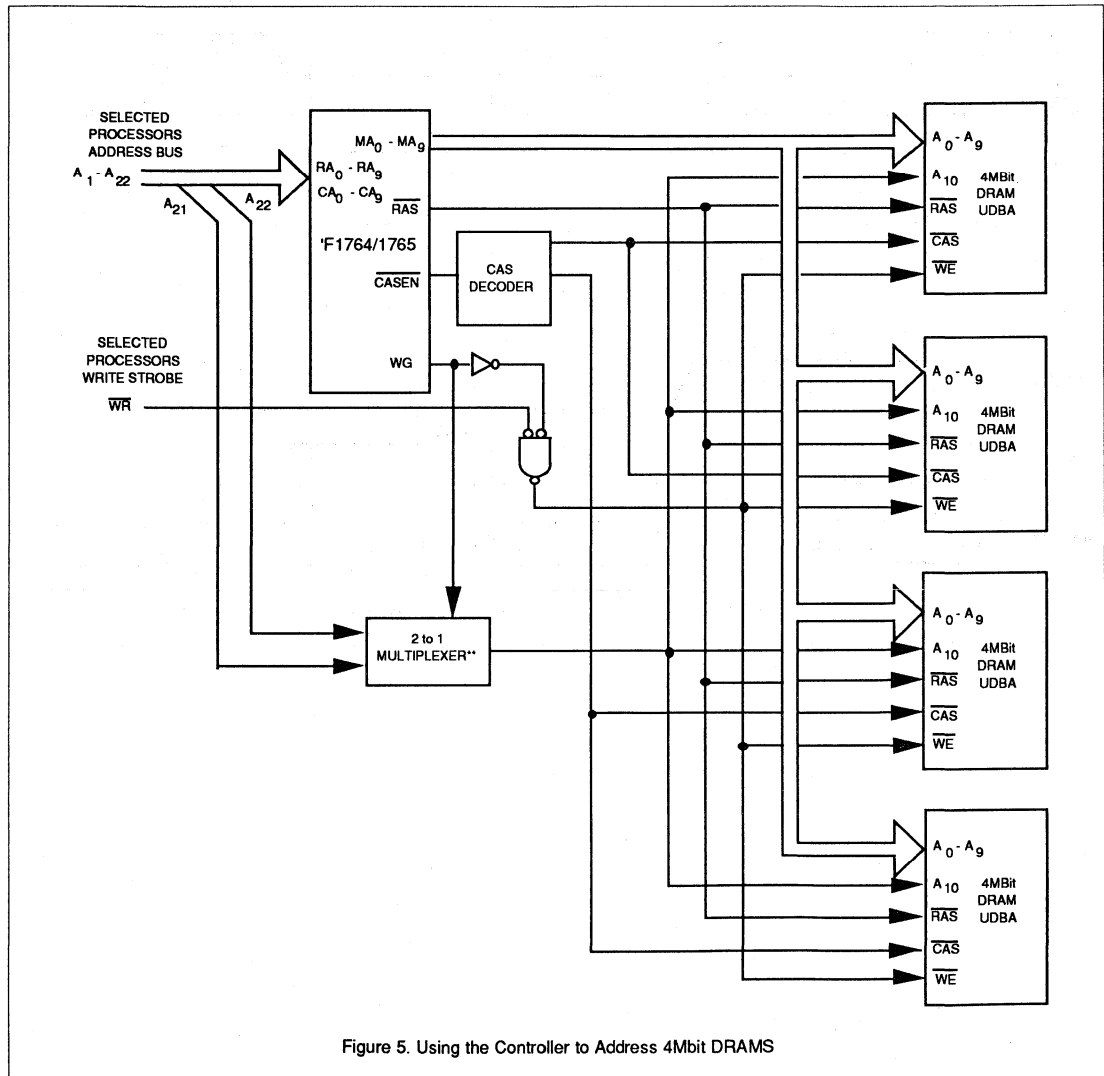 SELECTED
PROCESSORS
ADDRESS BUS
A1 - A22
A21
A22
MA0 - MA9
RA0 - RA9
CA0 - CA9
RAS
'F1764/1765
CASEN
WG
CAS
DECODER
SELECTED
PROCESSORS
WRITE STROBE
WR
2 to 1
MULTIPLEXER**
A0 - A9
A10 4MBit
DRAM
RAS UDBA
CAS
WE
A0 - A9
A10 4MBit
DRAM
RAS UDBA
CAS
WE
A0 - A9
A10 4MBit
DRAM
RAS UDBA
CAS
WE
A0 - A9
A10 4MBit
DRAM
RAS UDBA
CAS
WE
Figure 5. Using the Controller to Address 4Mbit DRAMS